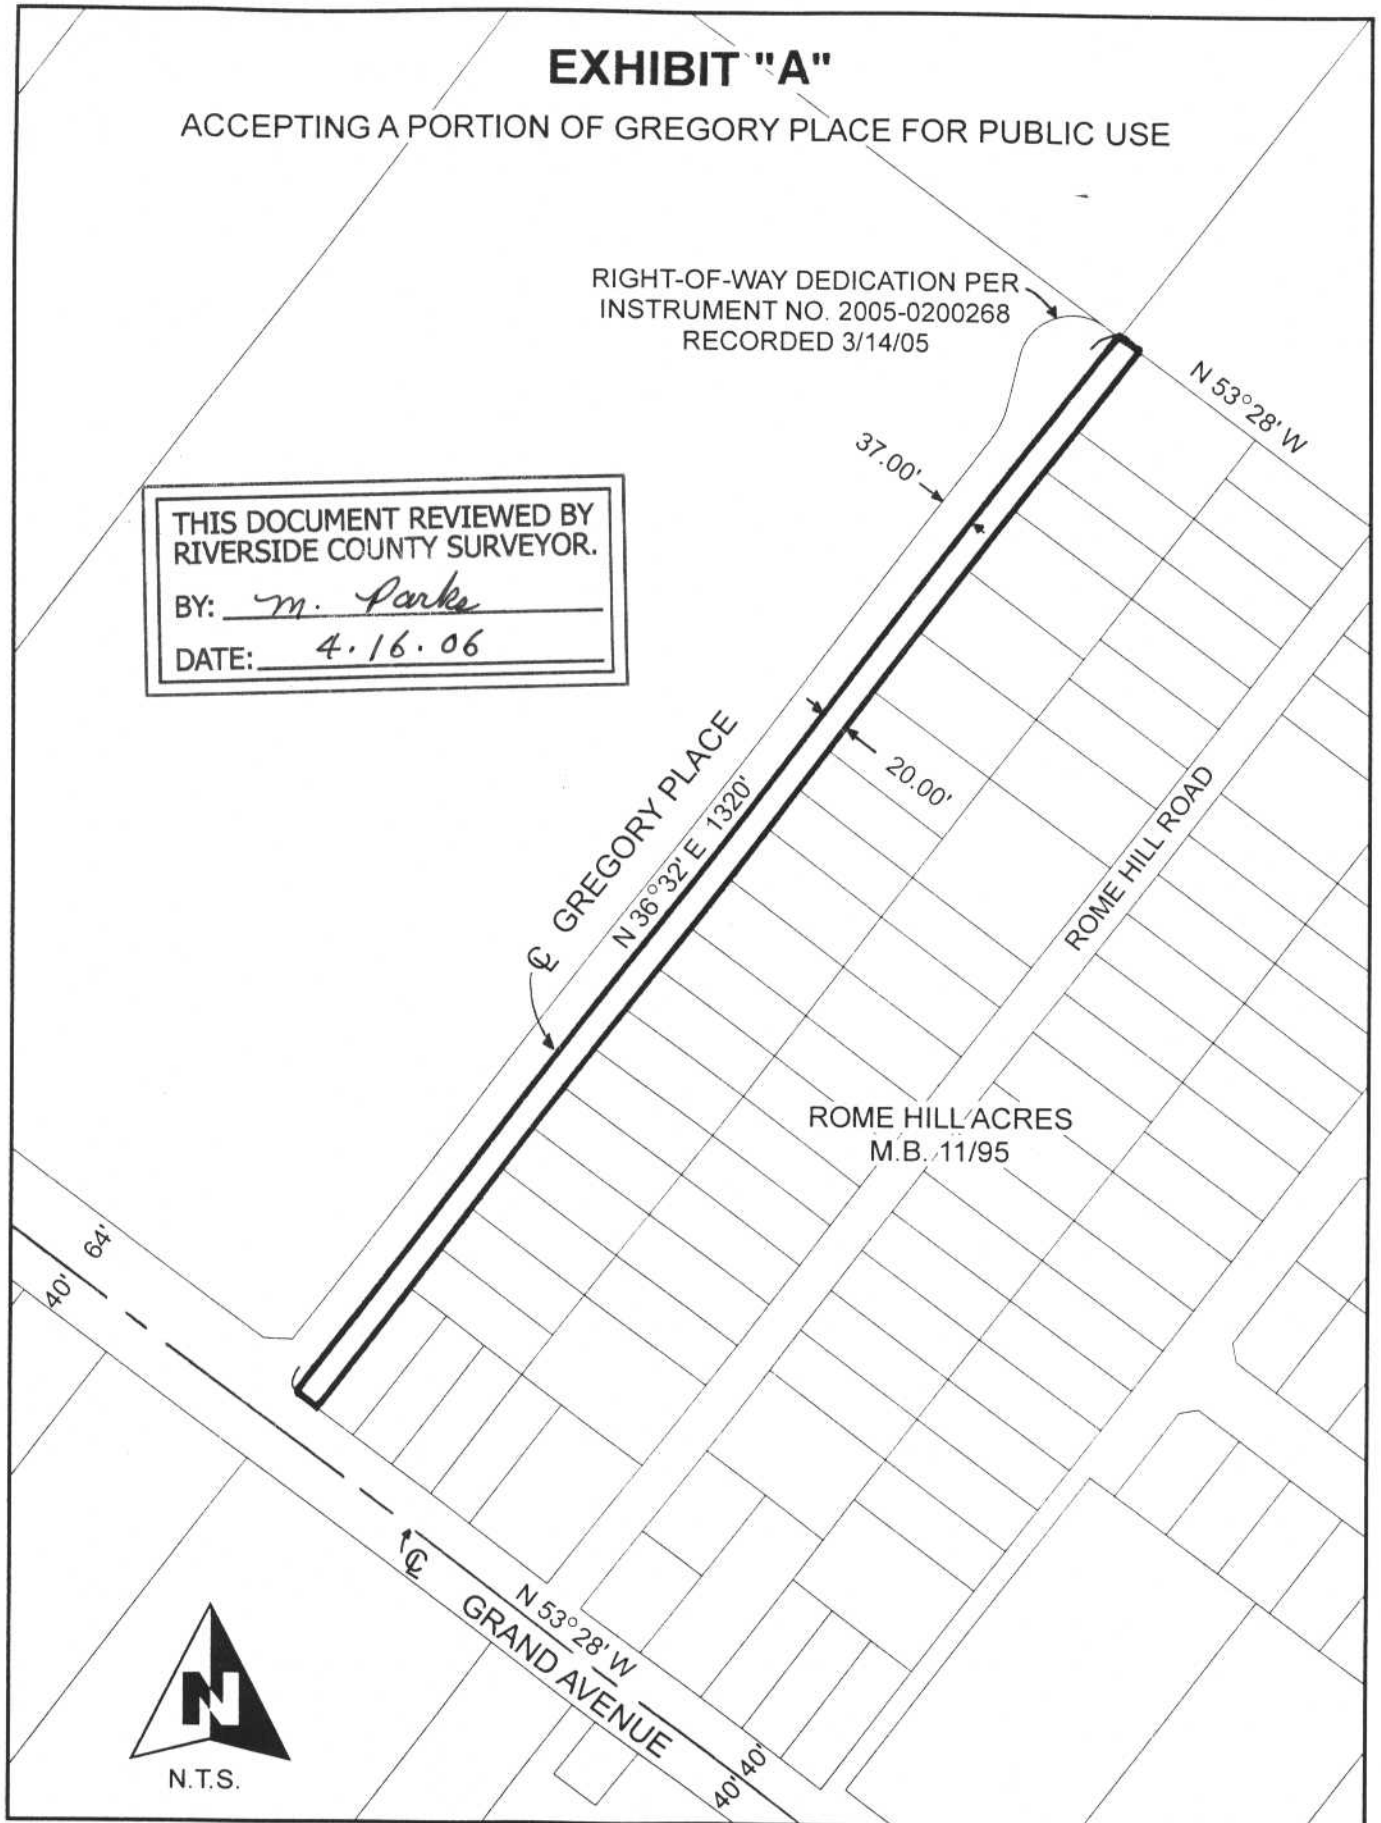 EXHIBIT "A"
ACCEPTING A PORTION OF GREGORY PLACE FOR PUBLIC USE
RIGHT-OF-WAY DEDICATION PER
INSTRUMENT NO. 2005-0200268
RECORDED 3/14/05
N 53°28' W
37.00'
THIS DOCUMENT REVIEWED BY
RIVERSIDE COUNTY SURVEYOR.
BY: M. Parks
DATE: 4.16.06
℄ GREGORY PLACE
N 36°32' E 1320'
20.00'
ROME HILL ROAD
ROME HILL ACRES
M.B. 11/95
64'
40'
℄ GRAND AVENUE
N 53°28' W
40' 40'
N
N.T.S.